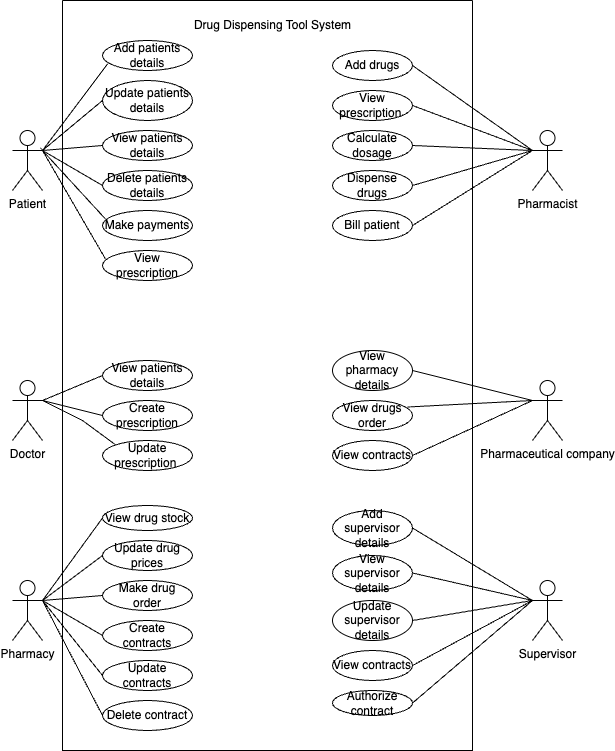 Drug Dispensing Tool System
Add patients
details
Update patients
details
View patients
details
Delete patients
details
Make payments
View
prescription
Patient
Add drugs
View
prescription
Calculate
dosage
Dispense
drugs
Bill patient
Pharmacist
View patients
details
Create
prescription
Update
prescription
Doctor
View
pharmacy
details
View drugs
order
View contracts
Pharmaceutical company
View drug stock
Update drug
prices
Make drug
order
Create
contracts
Update
contracts
Delete contract
Pharmacy
Add
supervisor
details
View
supervisor
details
Update
supervisor
details
View contracts
Authorize
contract
Supervisor